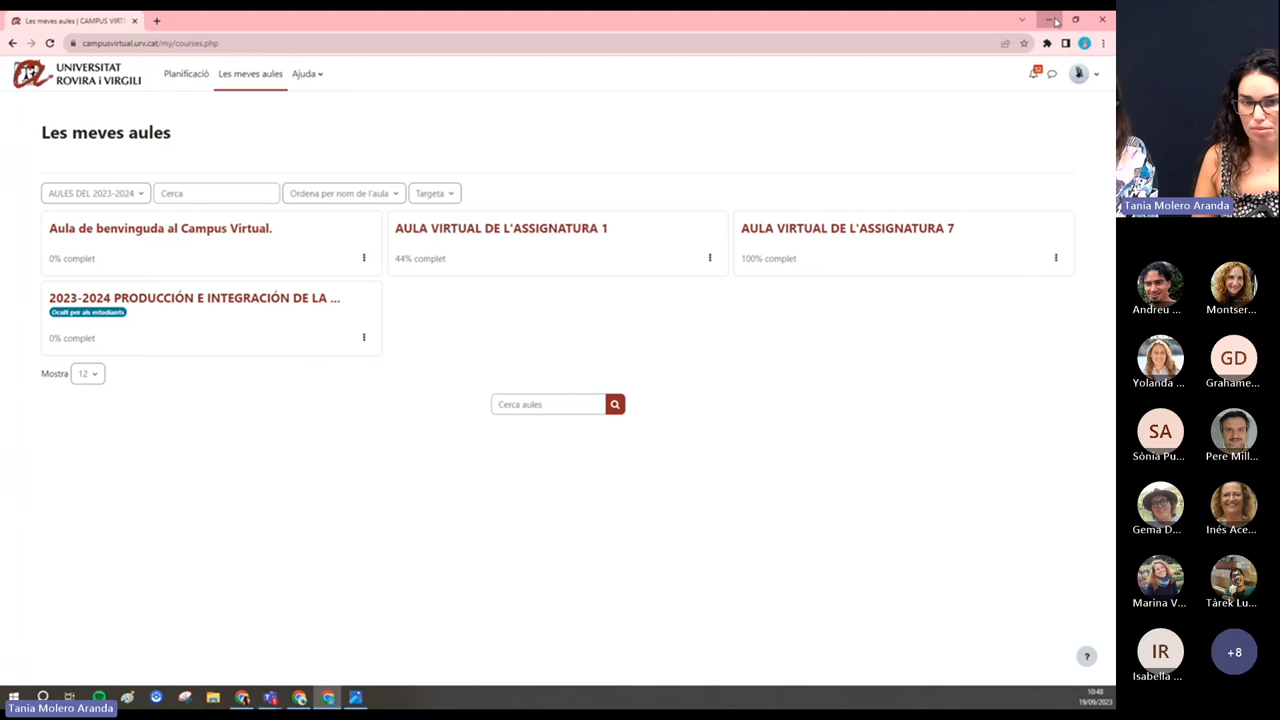 Les meves aules | CAMPUS VIRT
campusvirtual.urv.cat/my/courses.php
UNIVERSITAT
ROVIRA i VIRGILI
Planificació
Les meves aules
Ajuda
Les meves aules
AULES DEL 2023-2024
Cerca
Ordena per nom de l'aula
Targeta
Aula de benvinguda al Campus Virtual.
0% complet
AULA VIRTUAL DE L'ASSIGNATURA 1
44% complet
AULA VIRTUAL DE L'ASSIGNATURA 7
100% complet
2023-2024 PRODUCCIÓN E INTEGRACIÓN DE LA ...
Ocult per als estudiants
0% complet
Mostra 12
Cerca aules
?
10:48
19/09/2023
Tania Molero Aranda
Tania Molero Aranda
Andreu ...
Montser...
Yolanda ...
GD
Grahame...
SA
Sònia Pu...
Pere Mill...
Gema D...
Inés Ace...
Marina V...
Tàrek Lu...
IR
Isabella ...
+8